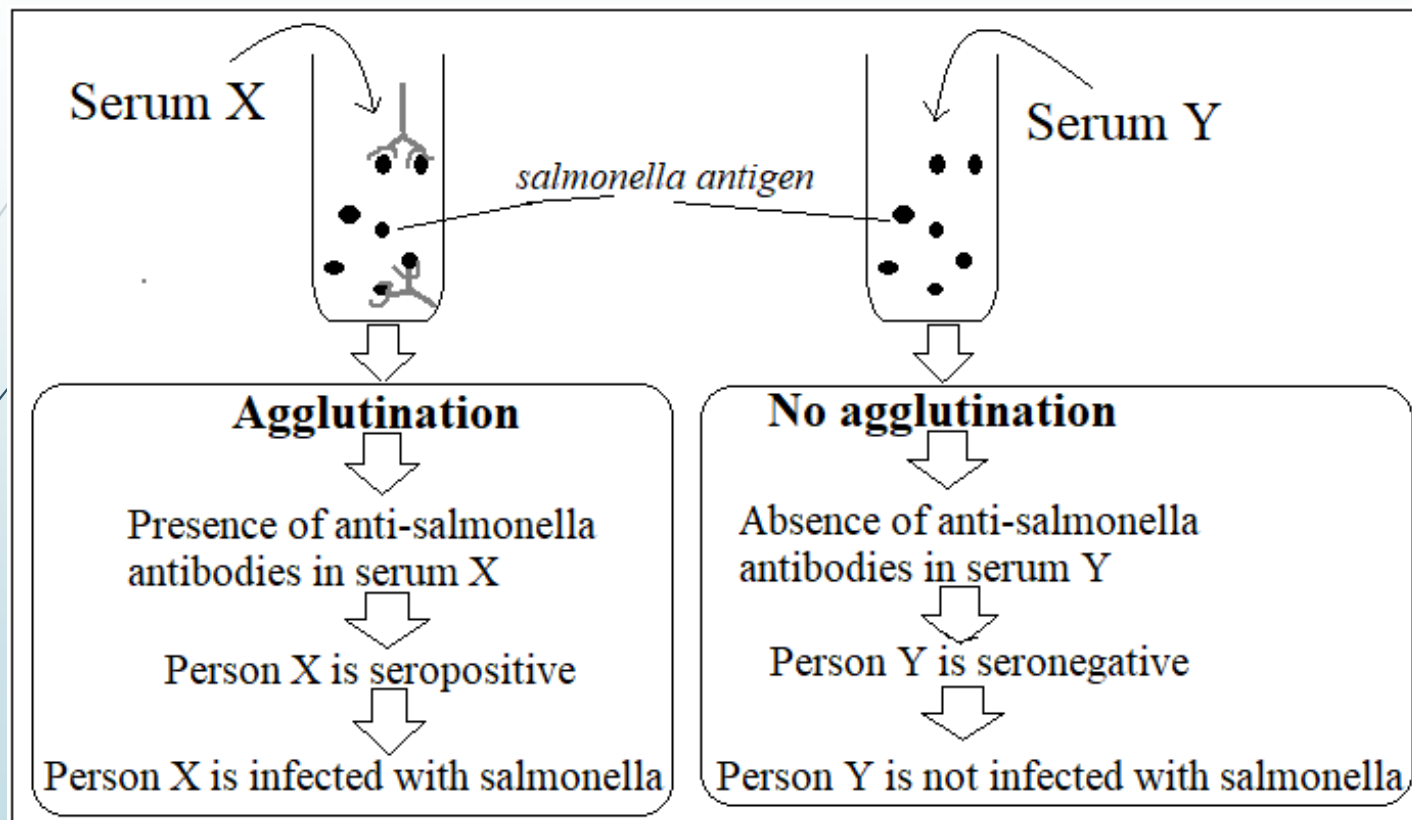 Serum X
salmonella antigen
Serum Y
Agglutination
Presence of anti-salmonella
antibodies in serum X
Person X is seropositive
Person X is infected with salmonella
No agglutination
Absence of anti-salmonella
antibodies in serum Y
Person Y is seronegative
Person Y is not infected with salmonella